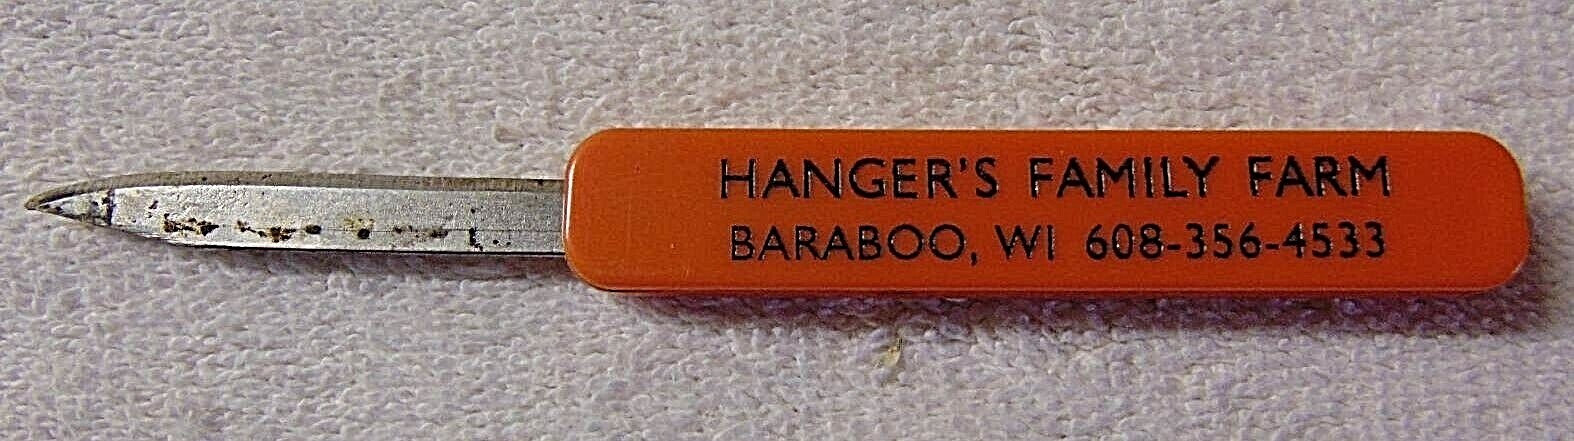 HANGER'S FAMILY FARM
BARABOO, WI 608-356-4533